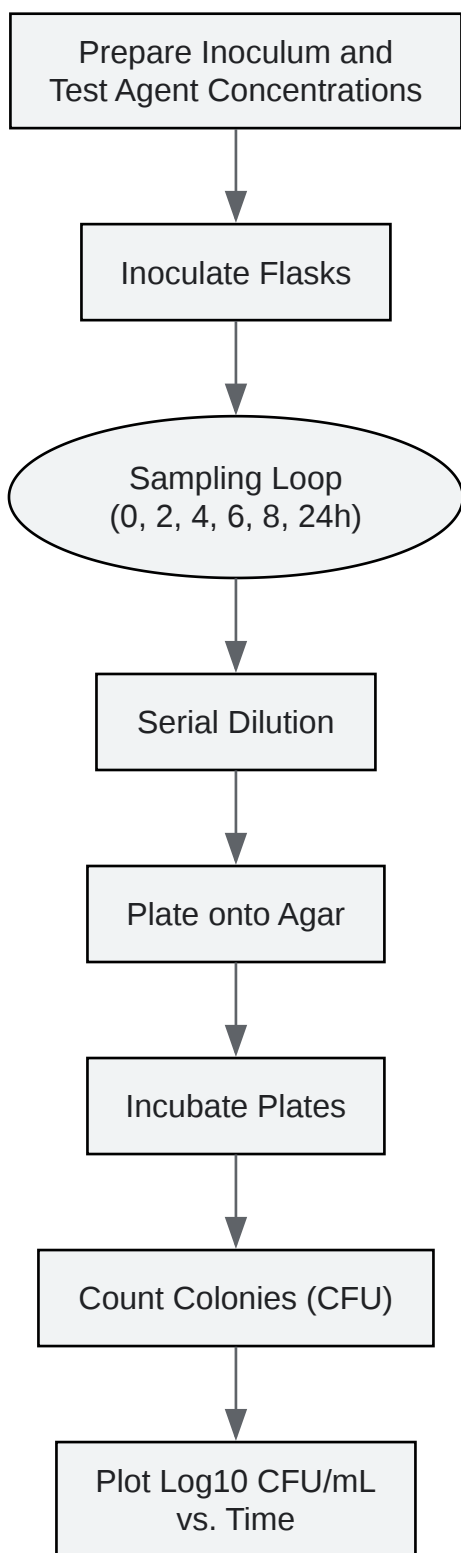 Prepare Inoculum and
Test Agent Concentrations
Inoculate Flasks
Sampling Loop
(0, 2, 4, 6, 8, 24h)
Serial Dilution
Plate onto Agar
Incubate Plates
Count Colonies (CFU)
Plot Log10 CFU/mL
vs. Time